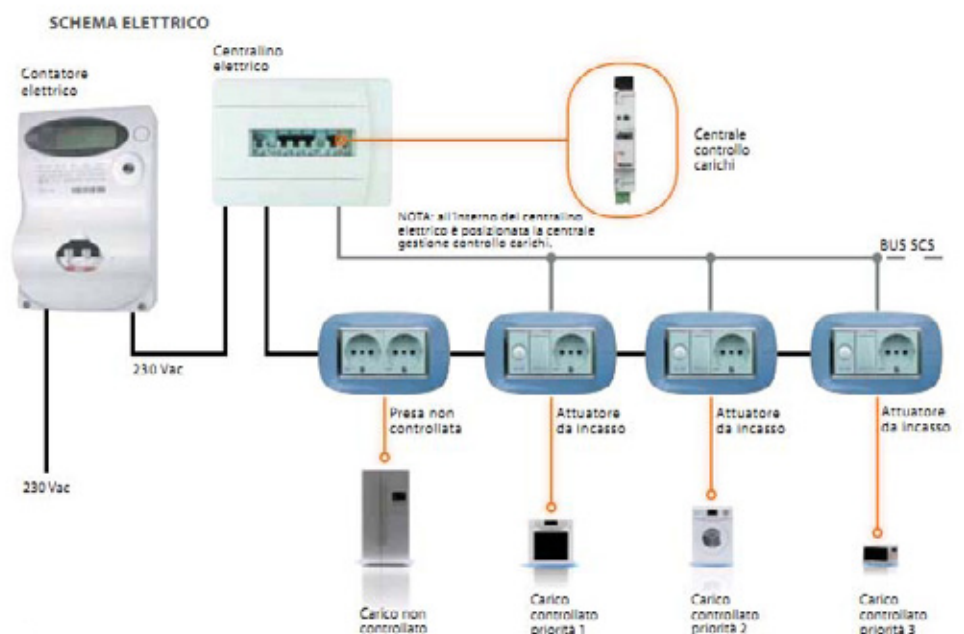 SCHEMA ELETTRICO
Contatore
elettrico
Centralino
elettrico
Centrale
controllo
carichi
NOTA: all'interno del centralino
elettrico è posizionata la centrale
gestione controllo carichi.
BUS SCS
230 Vac
230 Vac
Presa non
controllata
Attuatore
da incasso
Attuatore
da incasso
Attuatore
da incasso
Carico non
controllato
Carico
controllato
priorità 1
Carico
controllato
priorità 2
Carico
controllato
priorità 3